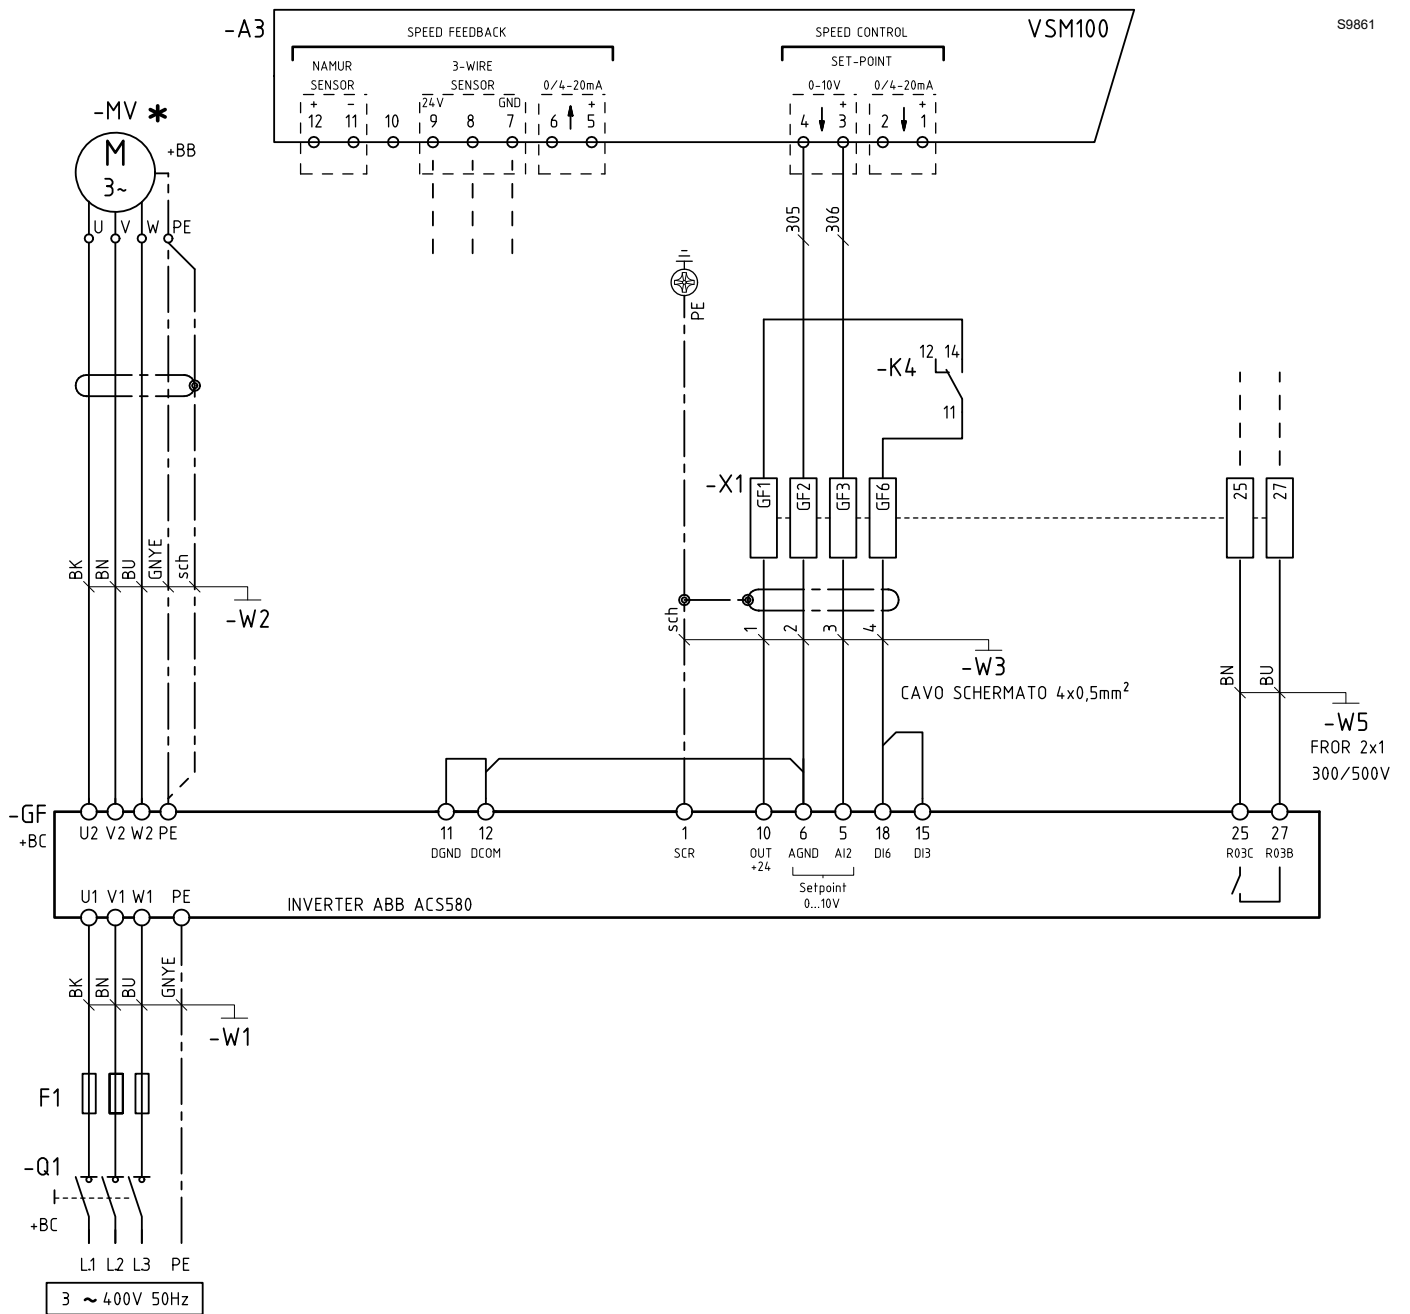 -A3
SPEED FEEDBACK
SPEED CONTROL
VSM100
S9861
NAMUR
SENSOR
3-WIRE
SENSOR
0/4-20mA
SET-POINT
0-10V
0/4-20mA
+ -
24V
GND
+
+
+
12 11 10 9 8 7 6 5 4 3 2 1
-MV *
M
3~
+BB
U V W PE
305
306
PE
-K4
12 14
11
-X1
GF1
GF2
GF3
GF6
25
27
BK
BN
BU
GNYE
sch
-W2
sch
1
2
3
4
-W3
CAVO SCHERMATO 4x0,5mm²
BN
BU
-W5
FROR 2x1
300/500V
-GF
+BC
U2 V2 W2 PE
11
DGND
12
DCOM
1
SCR
10
OUT
+24
6
AGND
5
AI2
18
DI6
15
DI3
Setpoint
0...10V
25
R03C
27
R03B
U1 V1 W1 PE
INVERTER ABB ACS580
BK
BN
BU
GNYE
-W1
F1
-Q1
+BC
L1 L2 L3 PE
3 ~ 400V 50Hz